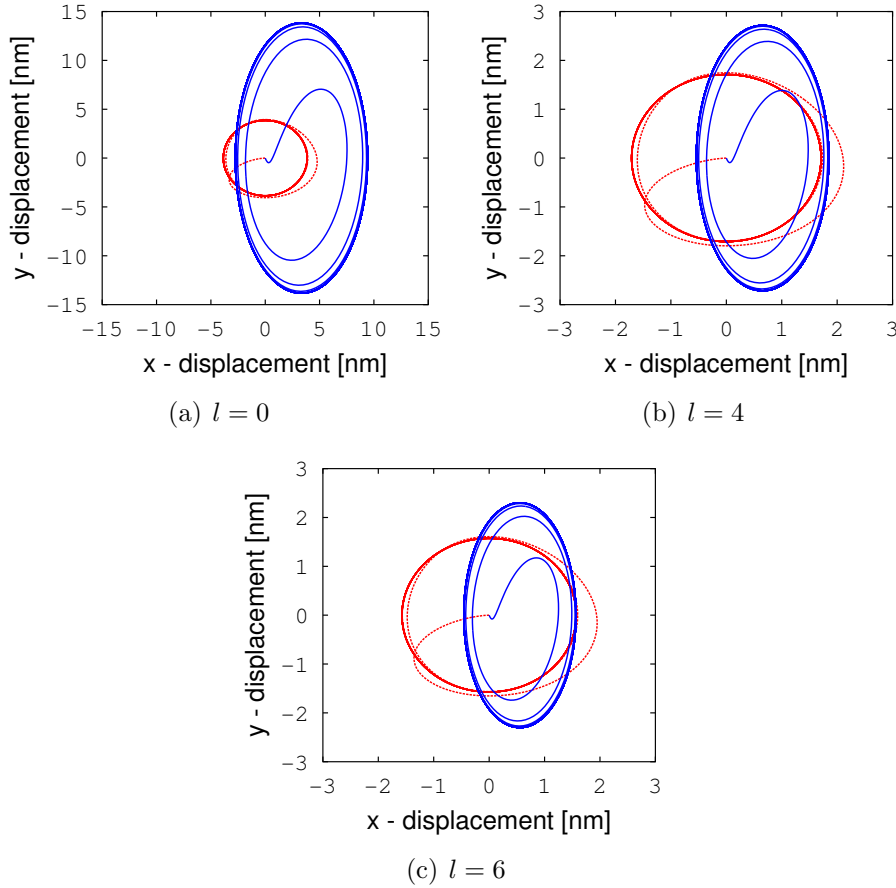 15
10
5
0
−5
−10
−15
−15 −10 −5 0 5 10 15
y - displacement [nm]
x - displacement [nm]
(a) l = 0
3
2
1
0
−1
−2
−3
−3 −2 −1 0 1 2 3
y - displacement [nm]
x - displacement [nm]
(b) l = 4
3
2
1
0
−1
−2
−3
−3 −2 −1 0 1 2 3
y - displacement [nm]
x - displacement [nm]
(c) l = 6